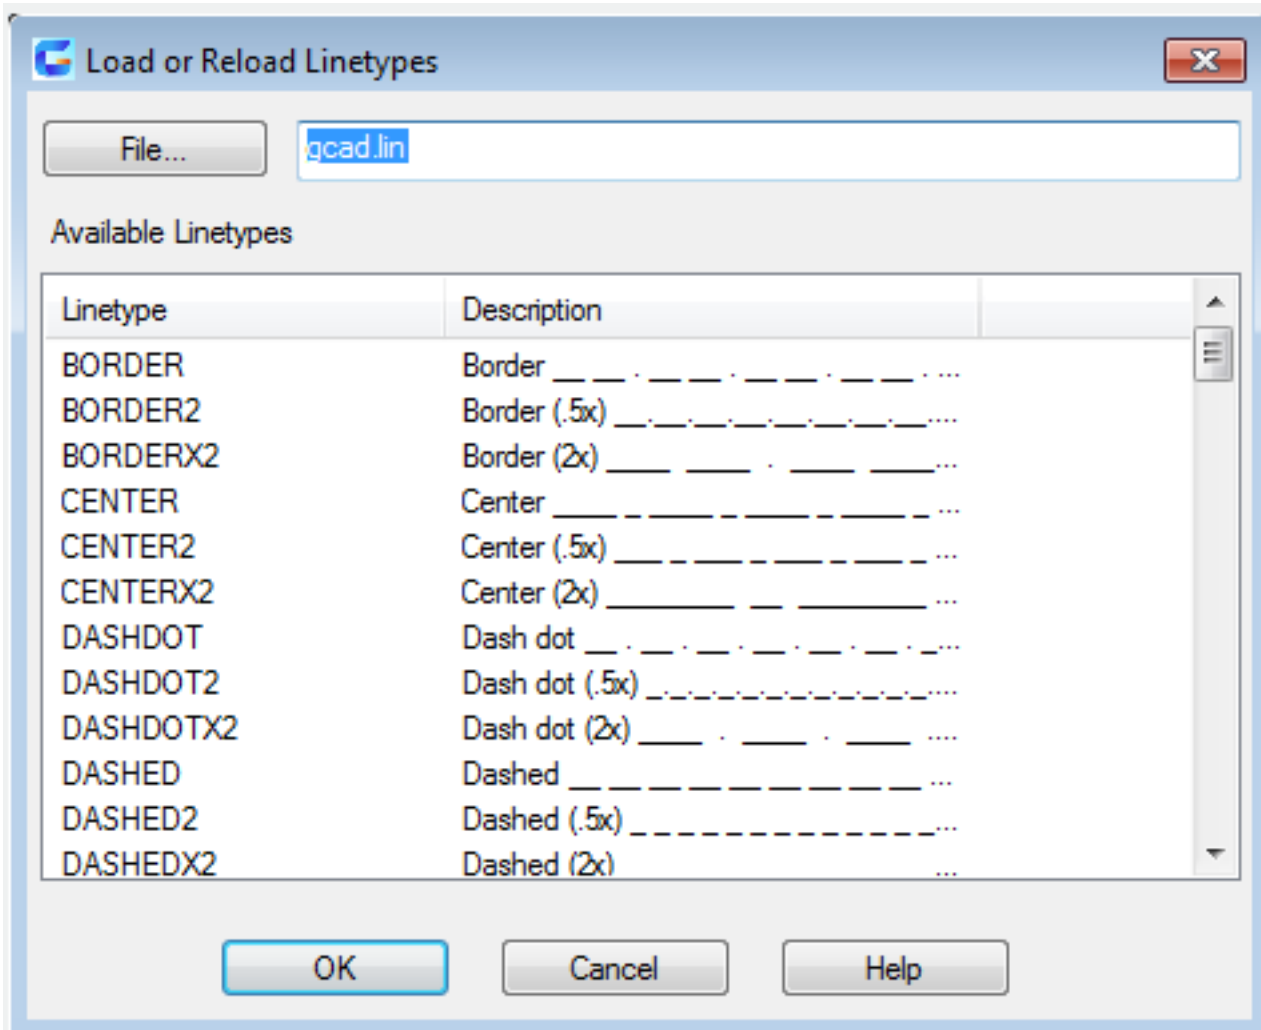 Load or Reload Linetypes
File... gcad.lin
Available Linetypes
Linetype Description
BORDER Border __ __ . __ __ . __ __ . __ __ . ...
BORDER2 Border (.5x) __.__.__.__.__.__.__.__....
BORDERX2 Border (2x) ____  ____  .  ____  ____...
CENTER Center ____ _ ____ _ ____ _ ____ _ ...
CENTER2 Center (.5x) ___ _ ___ _ ___ _ ___ _ ...
CENTERX2 Center (2x) ________  __  ________ ...
DASHDOT Dash dot __ . __ . __ . __ . __ . __ . _...
DASHDOT2 Dash dot (.5x) _._._._._._._._._._._._....
DASHDOTX2 Dash dot (2x) ____  .  ____  .  ____ ....
DASHED Dashed __ __ __ __ __ __ __ __ __ ...
DASHED2 Dashed (.5x) _ _ _ _ _ _ _ _ _ _ _ _ _...
DASHEDX2 Dashed (2x) ...
OK Cancel Help